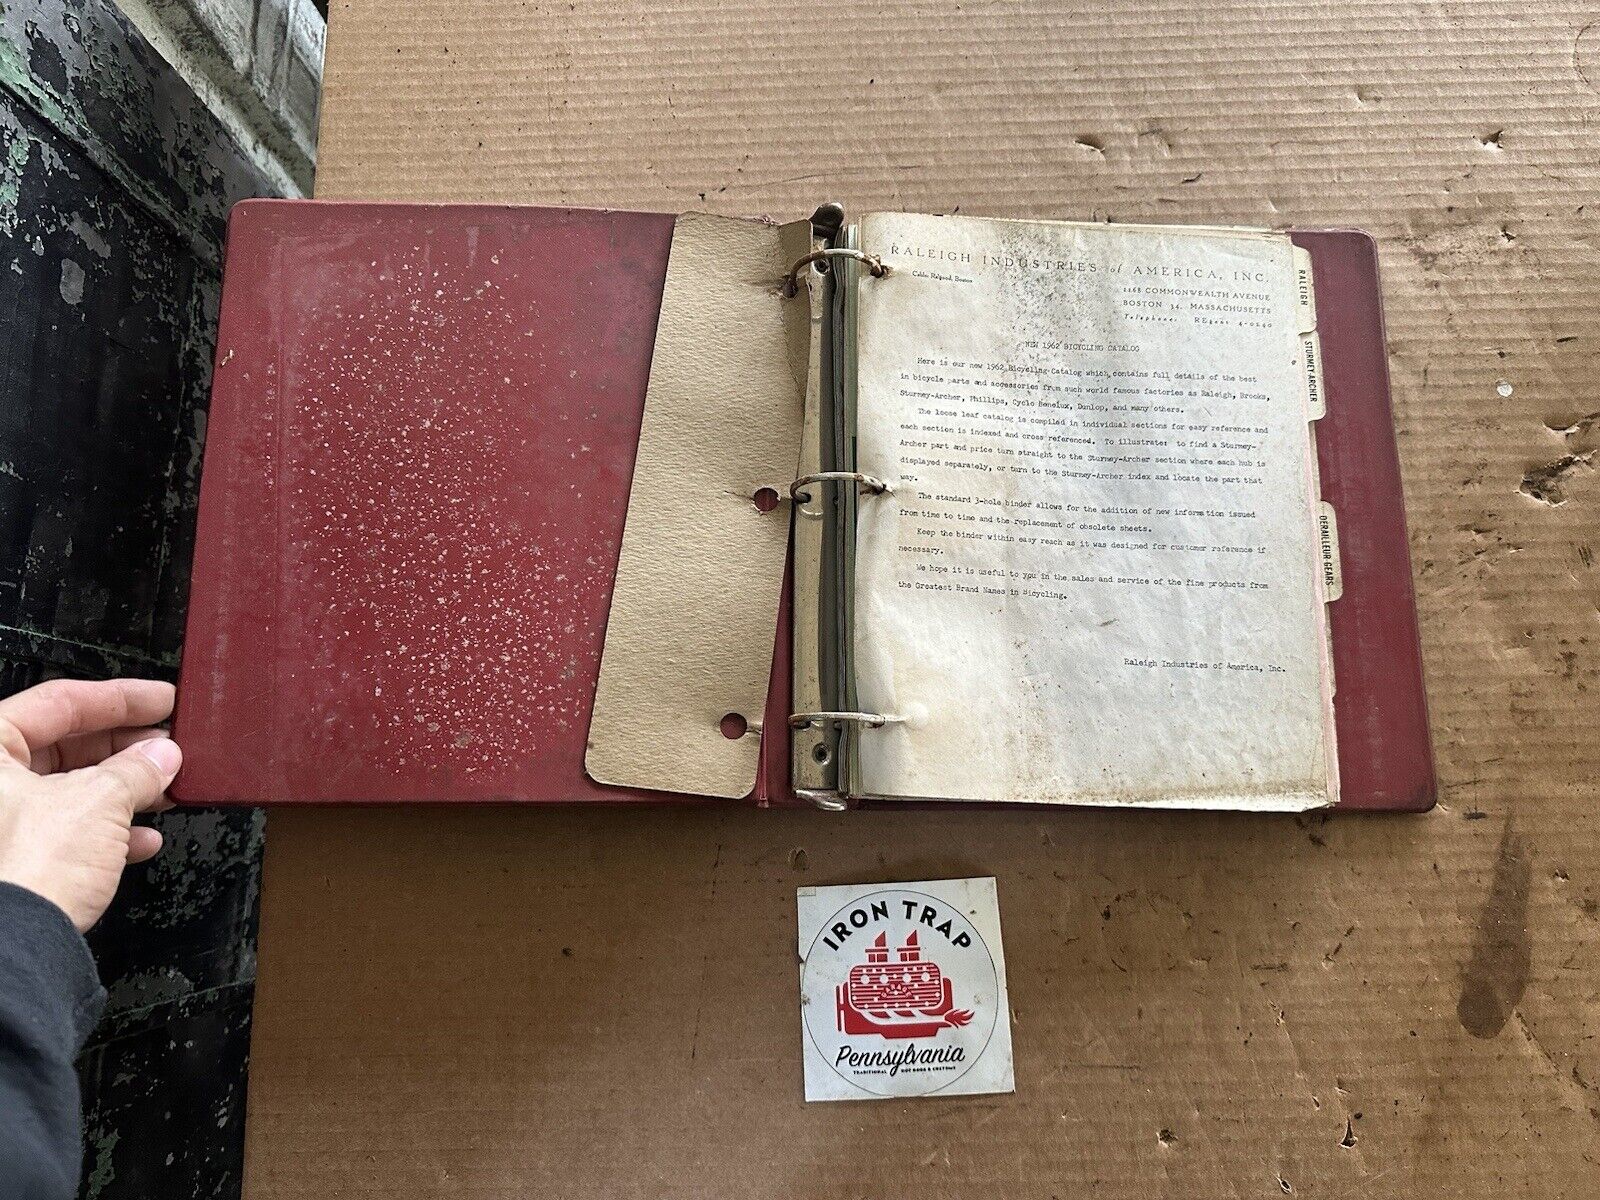 RALEIGH INDUSTRIES of AMERICA, INC.
Cable: Ralgood, Boston
1168 COMMONWEALTH AVENUE
BOSTON 34, MASSACHUSETTS
Telephone: REgent 4-0240
NEW 1962 BICYCLING CATALOG
Here is our new 1962 Bicycling Catalog which contains full details of the best
in bicycle parts and accessories from such world famous factories as Raleigh, Brooks,
Sturmey-Archer, Phillips, Cyclo Benelux, Dunlop, and many others.
The loose leaf catalog is compiled in individual sections for easy reference and
each section is indexed and cross referenced. To illustrate: to find a Sturmey-
Archer part and price turn straight to the Sturmey-Archer section where each hub is
displayed separately, or turn to the Sturmey-Archer index and locate the part that
way.
The standard 3-hole binder allows for the addition of new information issued
from time to time and the replacement of obsolete sheets.
Keep the binder within easy reach as it was designed for customer reference if
necessary.
We hope it is useful to you in the sales and service of the fine products from
the Greatest Brand Names in Bicycling.
Raleigh Industries of America, Inc.
RALEIGH
STURMEY-ARCHER
DERAILLEUR GEARS
IRON TRAP
Pennsylvania
TRADITIONAL HOT RODS & CUSTOMS